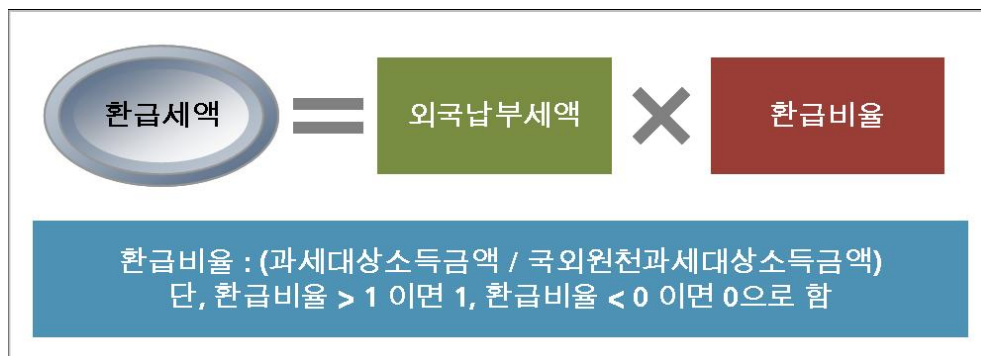 환급세액 = 외국납부세액 × 환급비율
환급비율 : (과세대상소득금액 / 국외원천과세대상소득금액)
단, 환급비율 > 1 이면 1, 환급비율 < 0 이면 0으로 함